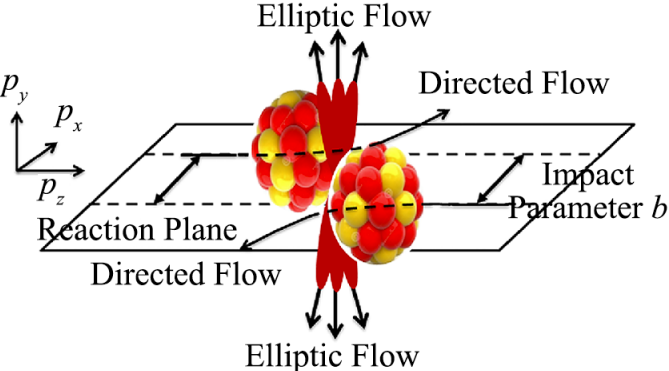 Elliptic Flow
Directed Flow
p_y
p_x
p_z
Impact
Parameter b
Reaction Plane
Directed Flow
Elliptic Flow